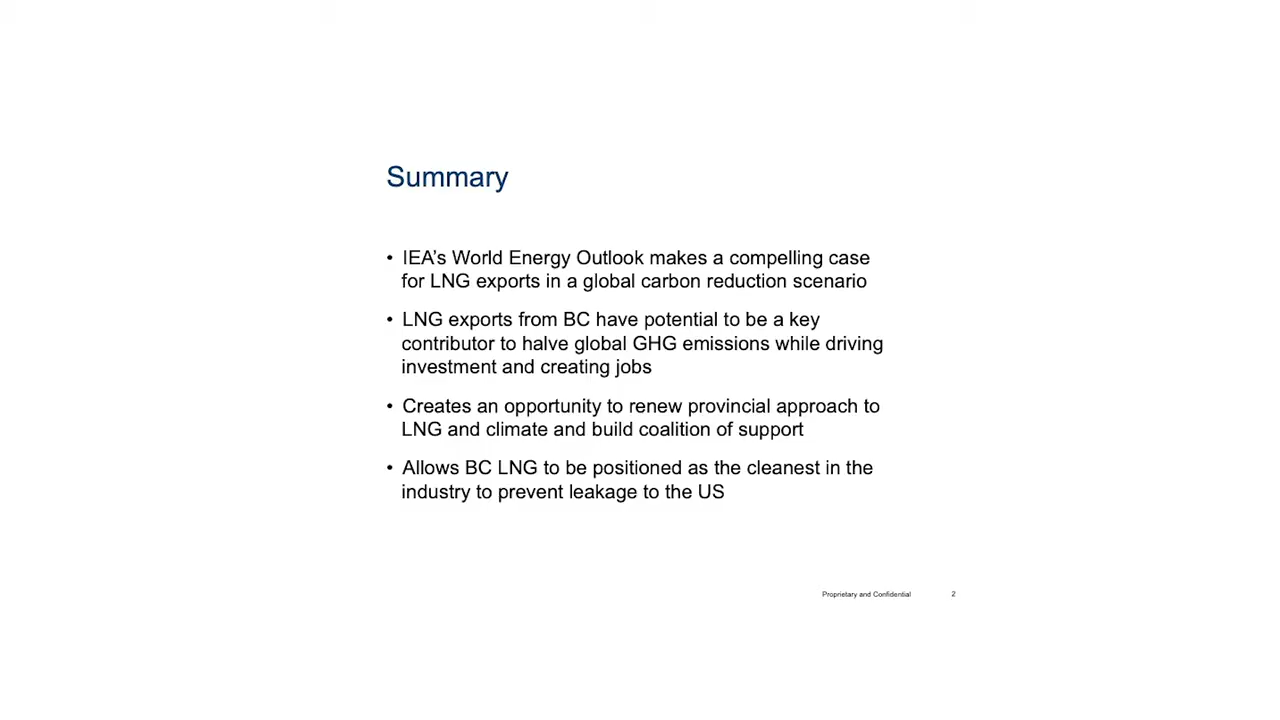 Summary
• IEA's World Energy Outlook makes a compelling case
for LNG exports in a global carbon reduction scenario
• LNG exports from BC have potential to be a key
contributor to halve global GHG emissions while driving
investment and creating jobs
• Creates an opportunity to renew provincial approach to
LNG and climate and build coalition of support
• Allows BC LNG to be positioned as the cleanest in the
industry to prevent leakage to the US
Proprietary and Confidential 2